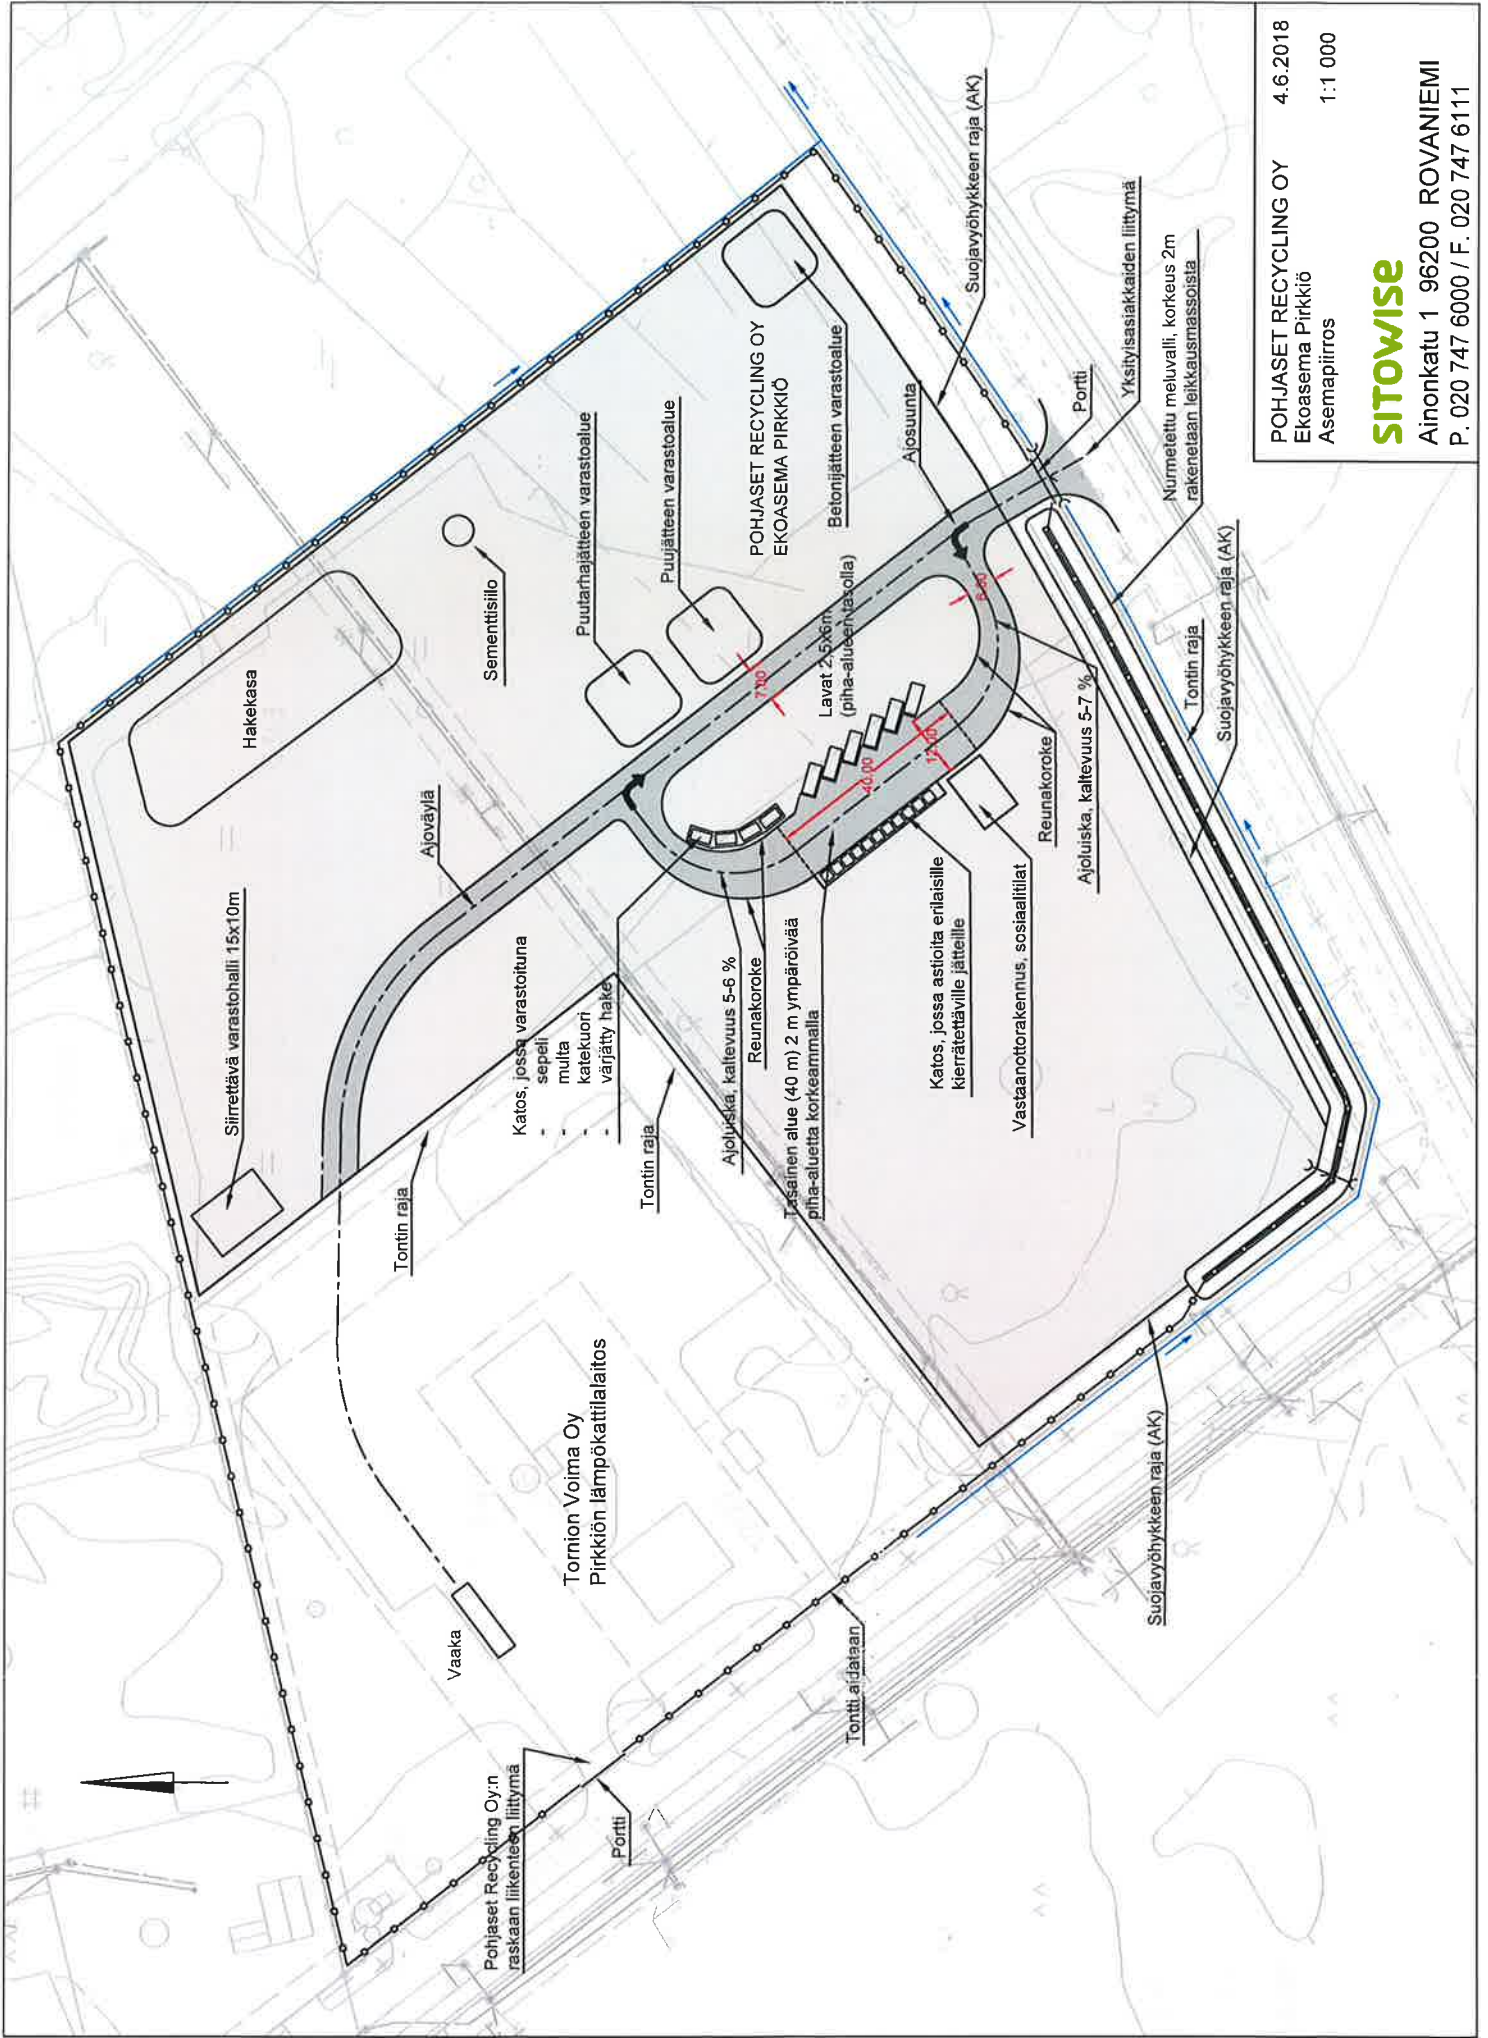 Siirrettävä varastohalli 15x10m
Hakekasa
Sementtisiilo
Ajoväylä
Puutarhajätteen varastoalue
Puujätteen varastoalue
POHJASET RECYCLING OY
EKOASEMA PIRKKIÖ
Betonijätteen varastoalue
Lavat 2,5x6m
(piha-alueen tasolla)
Ajosuunta
Suojavyöhykkeen raja (AK)
Portti
Yksityisasiakkaiden liittymä
Nurmetettu meluvalli, korkeus 2m
rakenetaan leikkausmassoista
Tontin raja
Suojavyöhykkeen raja (AK)
7.00
6.00
40.00
12.00
Tontin raja
Katos, jossa varastoituna
- sepeli
- multa
- katekuori
- värjätty hake
Tontin raja
Ajoluiska, kaltevuus 5-6 %
Reunakoroke
Tasainen alue (40 m) 2 m ympäröivää
piha-aluetta korkeammalla
Katos, jossa astioita erilaisille
kierrätettäville jätteille
Vastaanottorakennus, sosiaalitilat
Reunakoroke
Ajoluiska, kaltevuus 5-7 %
Tornion Voima Oy
Pirkkiön lämpökattilalaitos
Vaaka
Pohjaset Recycling Oy:n
raskaan liikenteen liittymä
Portti
Tontti aidataan
Suojavyöhykkeen raja (AK)
POHJASET RECYCLING OY 4.6.2018
Ekoasema Pirkkiö
Asemapiirros 1:1 000
SITOWISE
Ainonkatu 1 96200 ROVANIEMI
P. 020 747 6000 / F. 020 747 6111